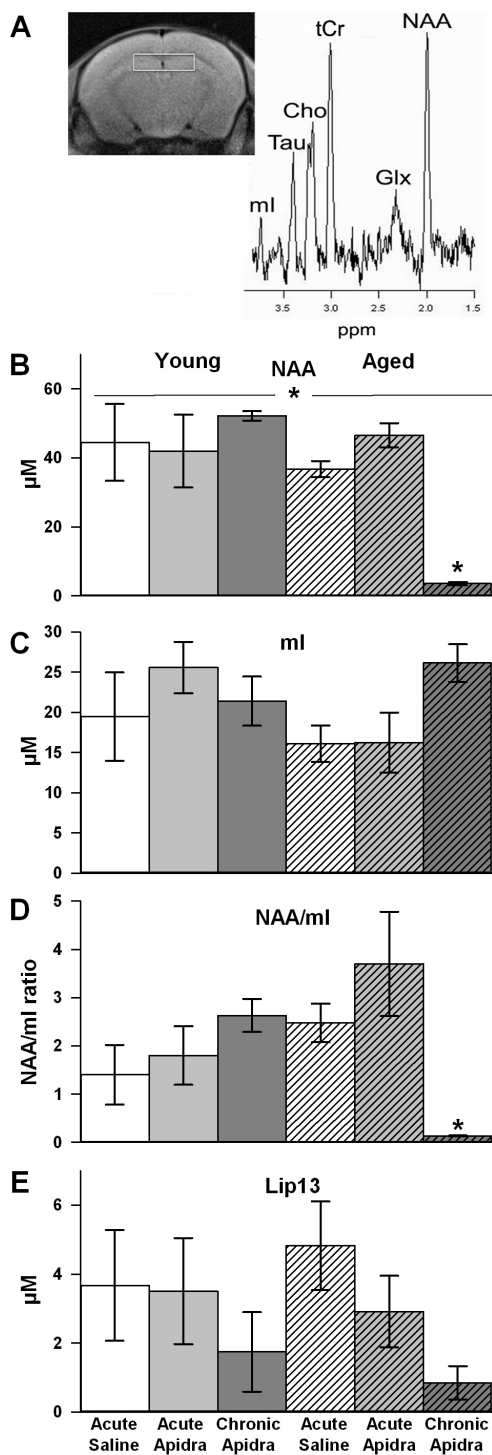 A
tCr
NAA
Cho
Tau
Glx
mI
3.5 3.0 2.5 2.0 1.5
ppm
B
Young
NAA
Aged
*
60
40
20
0
µM
*
C
mI
30
25
20
15
10
5
0
µM
D
NAA/mI
5
4
3
2
1
0
NAA/mI ratio
*
E
Lip13
6
4
2
0
µM
Acute Acute Chronic Acute Acute Chronic
Saline Apidra Apidra Saline Apidra Apidra